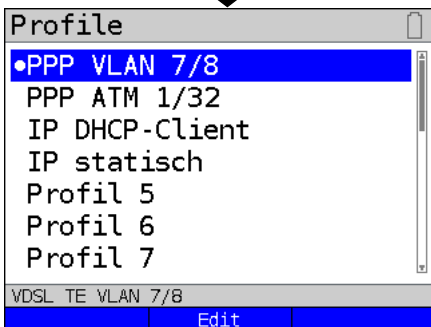 Profile
•PPP VLAN 7/8
PPP ATM 1/32
IP DHCP-Client
IP statisch
Profil 5
Profil 6
Profil 7
VDSL TE VLAN 7/8
Edit